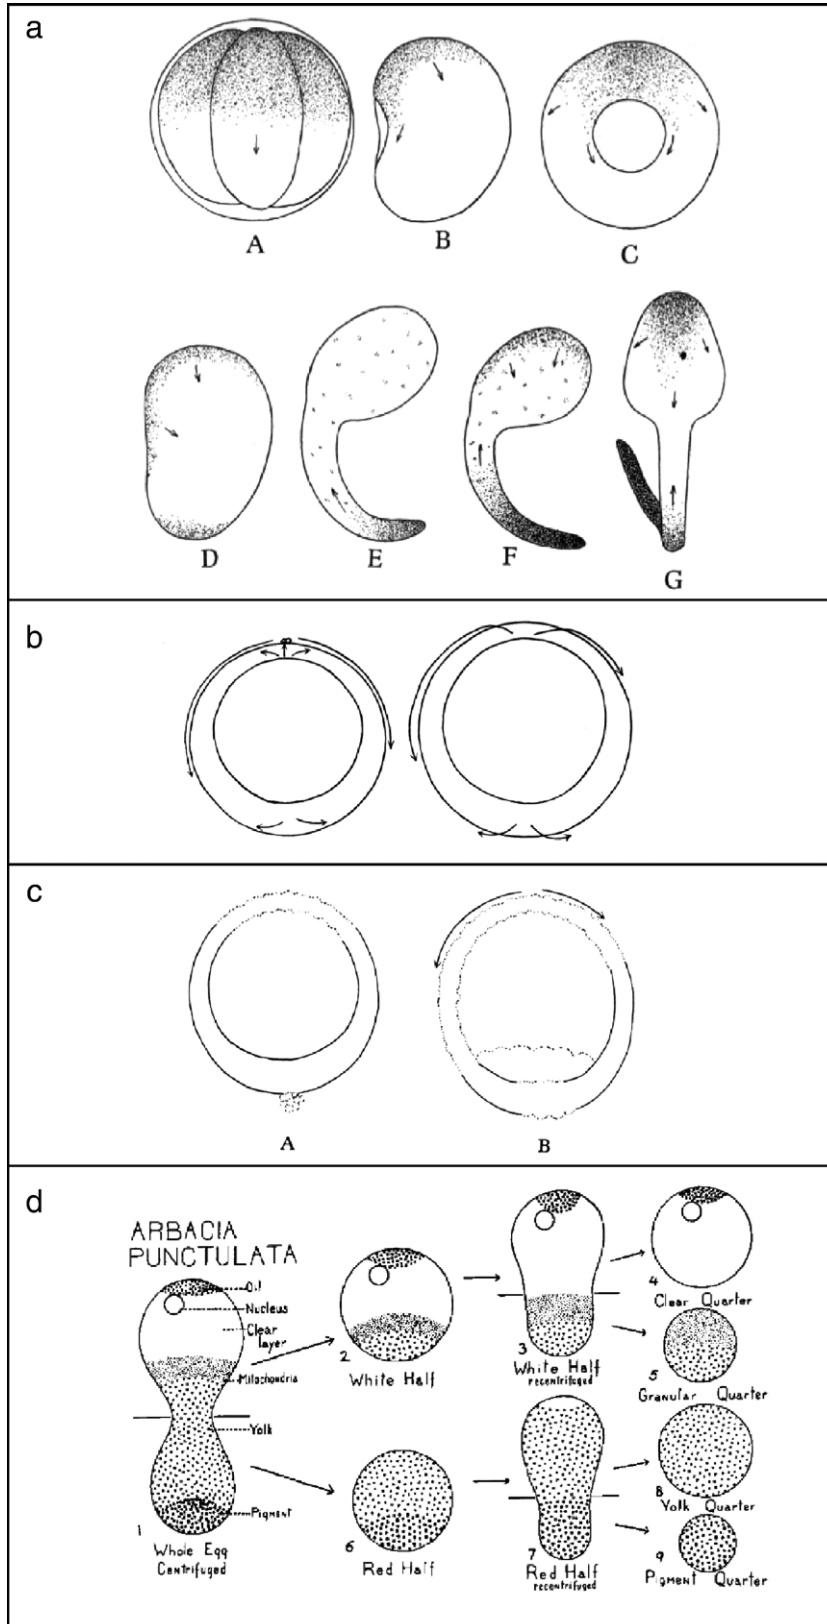 a
A
B
C
D
E
F
G
b
c
A
B
d
ARBACIA
PUNCTULATA
Oil
Nucleus
Clear
layer
Mitochondria
Yolk
Pigment
1
Whole Egg
Centrifuged
2
White Half
3
White Half
recentrifuged
4
Clear Quarter
5
Granular Quarter
6
Red Half
7
Red Half
recentrifuged
8
Yolk Quarter
9
Pigment Quarter